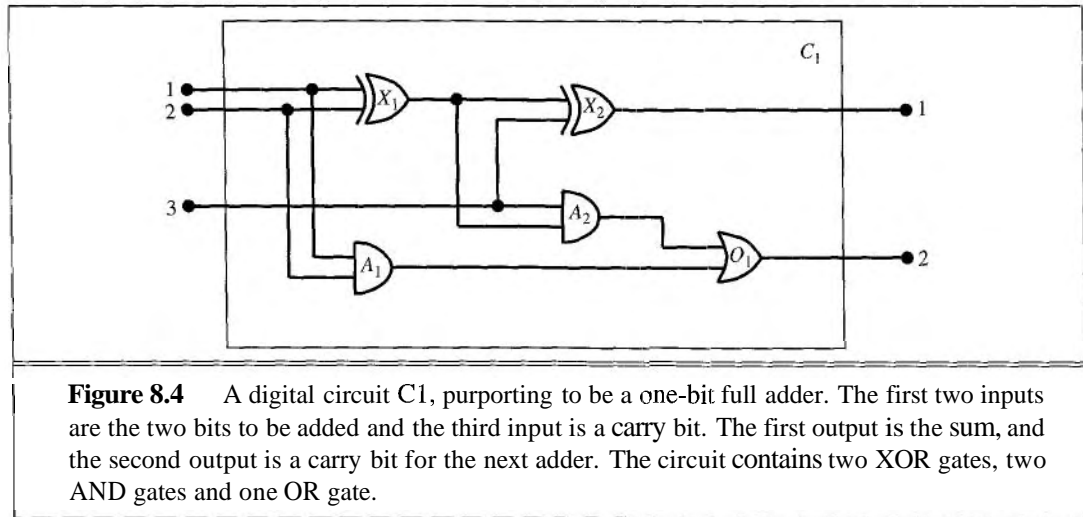 C1
1
X1
X2
1
2
3
A2
A1
O1
2
Figure 8.4 A digital circuit C1, purporting to be a one-bit full adder. The first two inputs
are the two bits to be added and the third input is a carry bit. The first output is the sum, and
the second output is a carry bit for the next adder. The circuit contains two XOR gates, two
AND gates and one OR gate.